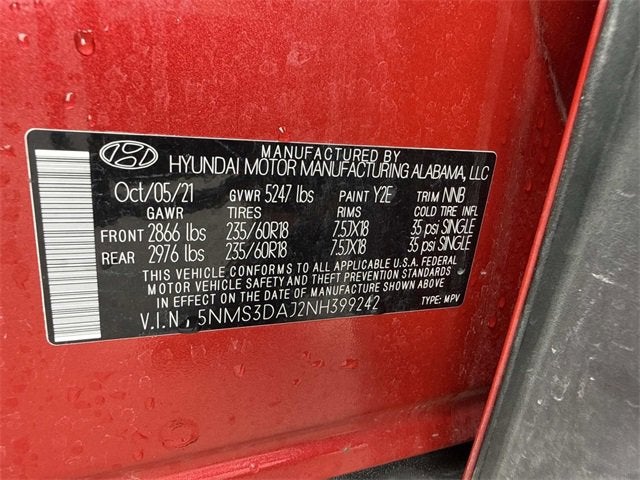 MANUFACTURED BY
HYUNDAI MOTOR MANUFACTURING ALABAMA, LLC
Oct/05/21 GVWR 5247 lbs PAINT Y2E TRIM NNB
GAWR TIRES RIMS COLD TIRE INFL
FRONT 2866 lbs 235/60R18 7.5JX18 35 psi SINGLE
REAR 2976 lbs 235/60R18 7.5JX18 35 psi SINGLE
THIS VEHICLE CONFORMS TO ALL APPLICABLE U.S.A. FEDERAL
MOTOR VEHICLE SAFETY AND THEFT PREVENTION STANDARDS
IN EFFECT ON THE DATE OF MANUFACTURE SHOWN ABOVE
V.I.N, 5NMS3DAJ2NH399242 TYPE: MPV